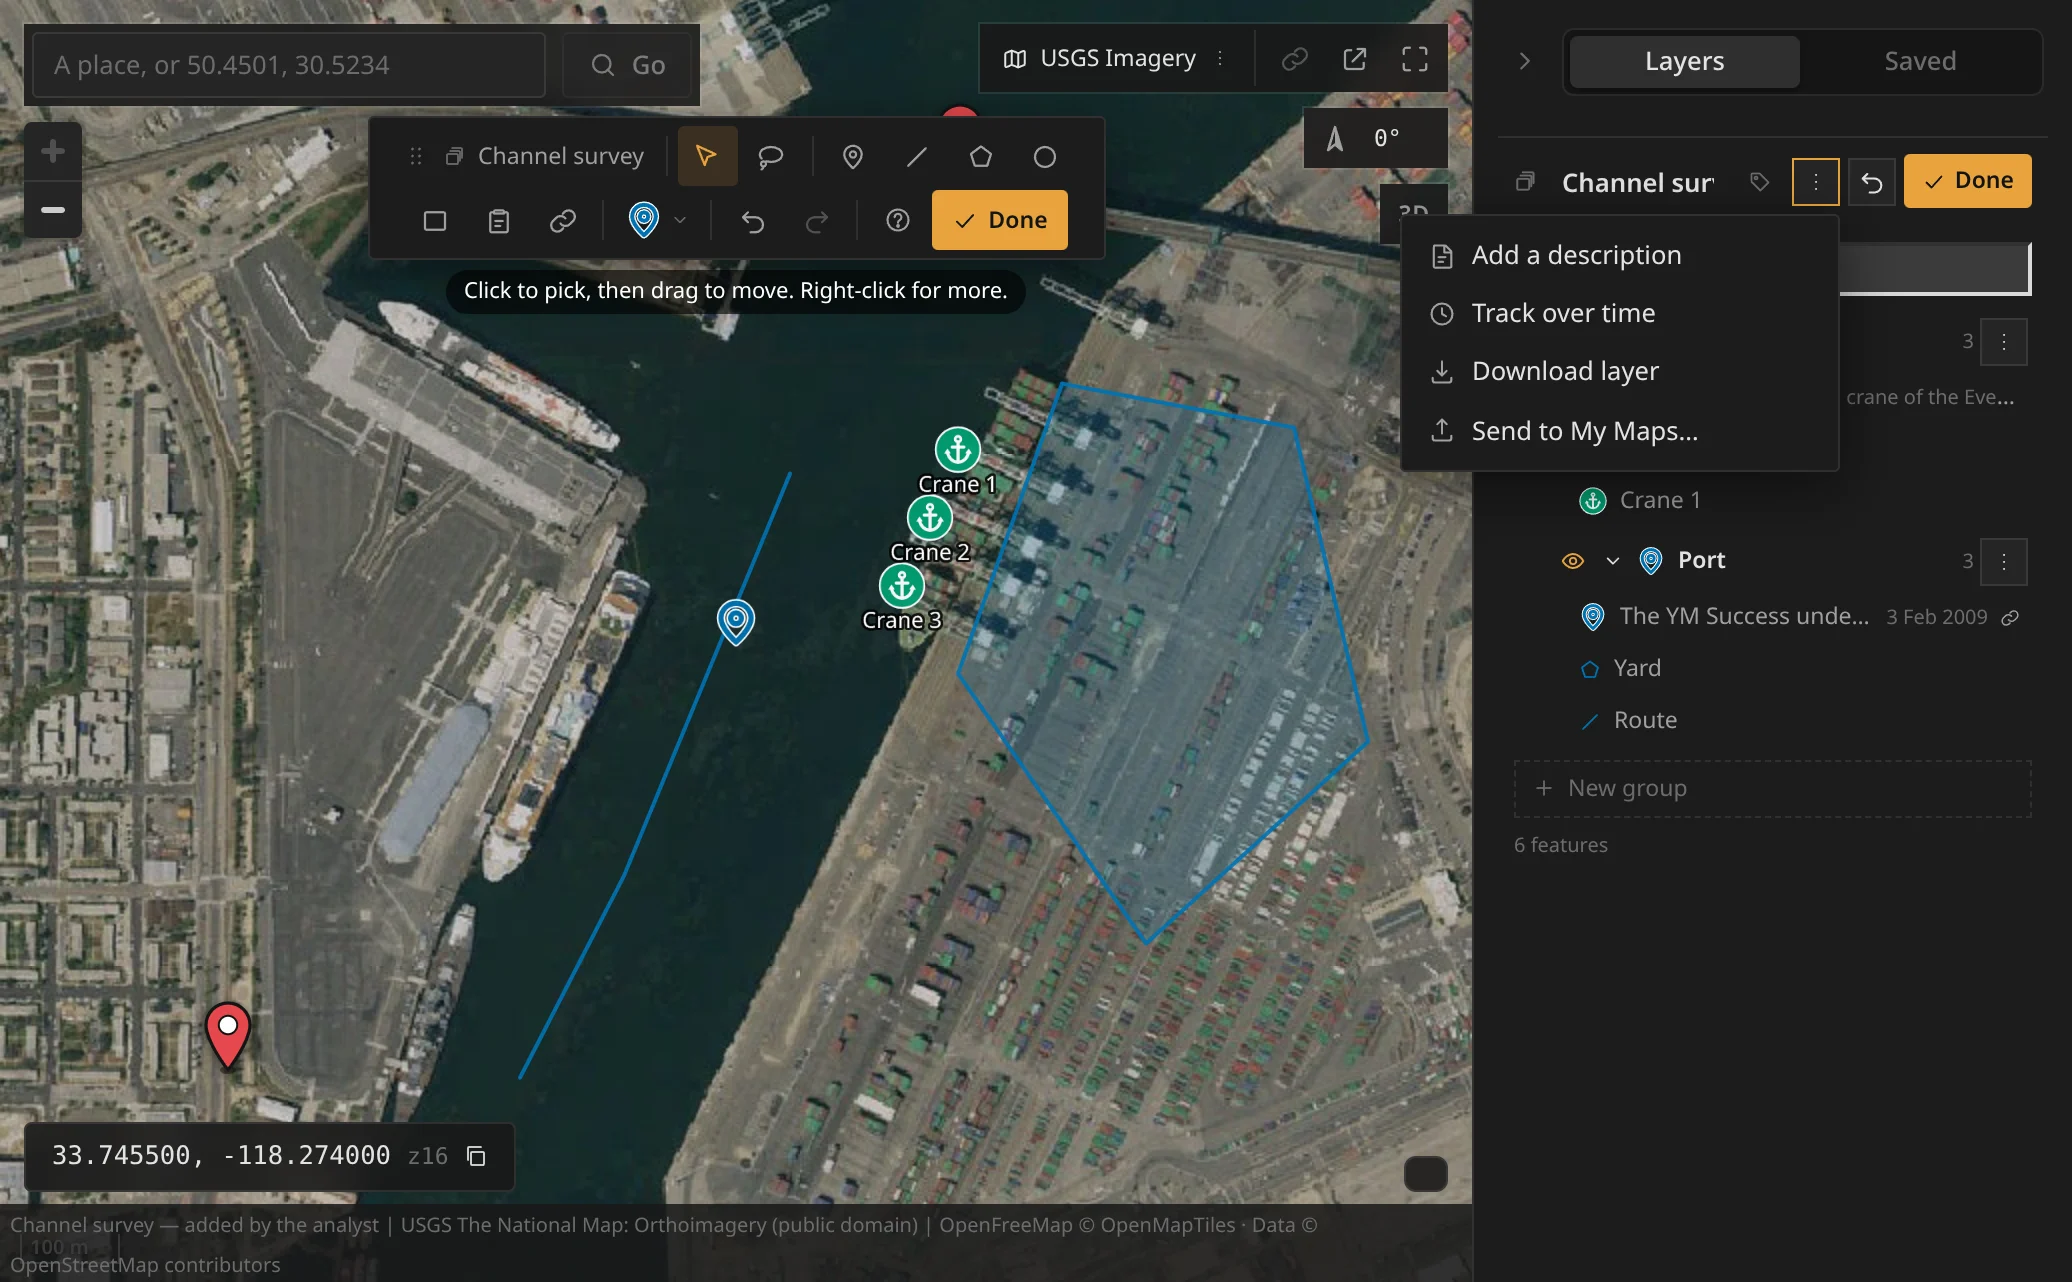 A place, or 50.4501, 30.5234
Go
USGS Imagery
Layers
Saved
0°
Channel survey
Done
Channel sur
Done
Click to pick, then drag to move. Right-click for more.
Add a description
Track over time
Download layer
Send to My Maps...
3
crane of the Eve...
Crane 1
Crane 2
Crane 3
Crane 1
Port
3
The YM Success unde...
3 Feb 2009
Yard
Route
New group
6 features
33.745500, -118.274000 z16
Channel survey — added by the analyst | USGS The National Map: Orthoimagery (public domain) | OpenFreeMap © OpenMapTiles · Data ©
100 m
OpenStreetMap contributors